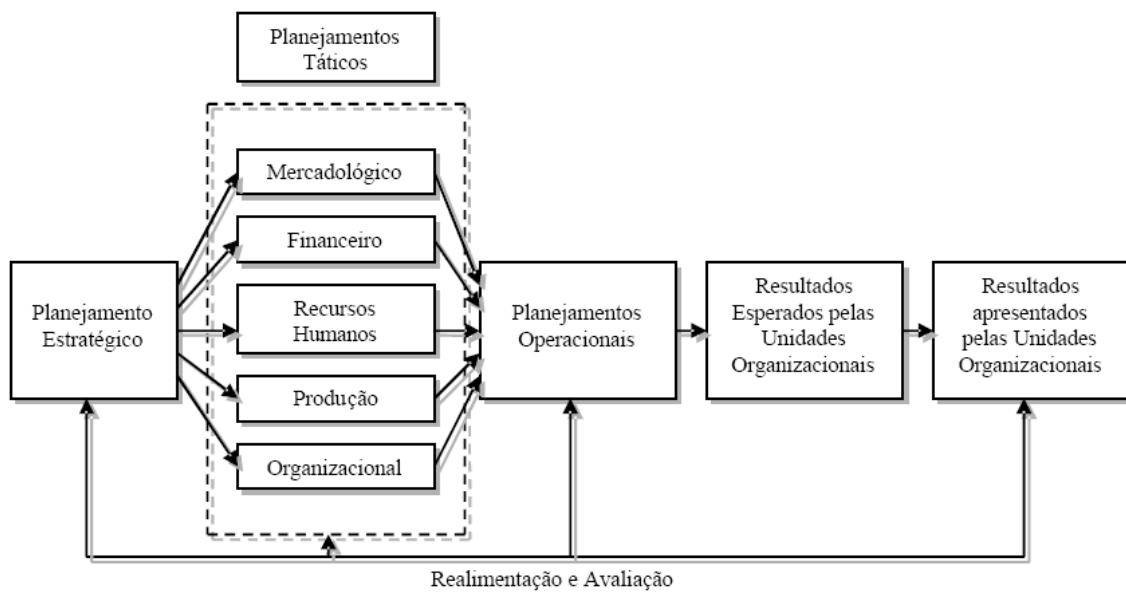 Planejamentos
Táticos
Mercadológico
Financeiro
Planejamento
Estratégico
Recursos
Humanos
Produção
Organizacional
Planejamentos
Operacionais
Resultados
Esperados pelas
Unidades
Organizacionais
Resultados
apresentados
pelas Unidades
Organizacionais
Realimentação e Avaliação